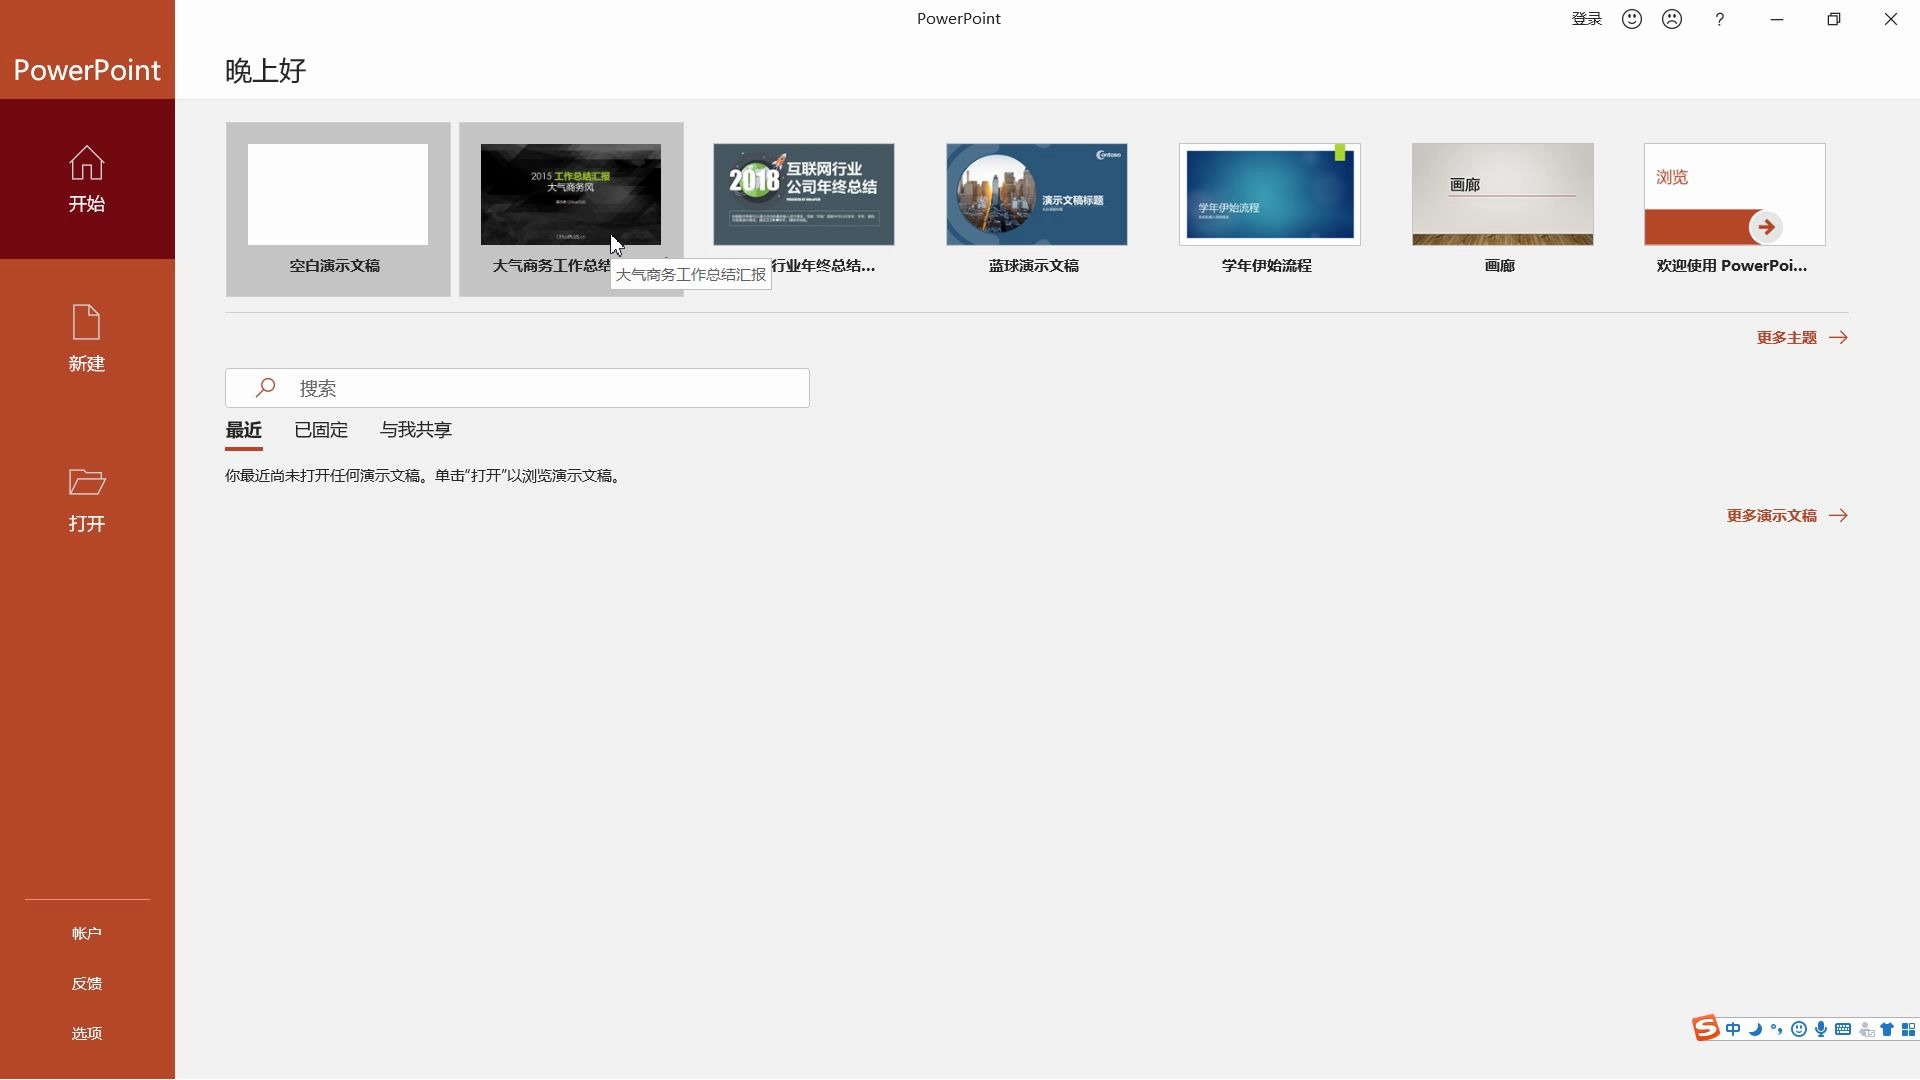 PowerPoint
登录
?
PowerPoint
晚上好
开始
新建
打开
帐户
反馈
选项
2015 工作总结汇报
大气商务风
OfficePLUS.cn
2018 互联网行业
公司年终总结
Contoso
演示文稿标题
学年伊始流程
画廊
浏览
空白演示文稿
大气商务工作总结
大气商务工作总结汇报
行业年终总结...
蓝球演示文稿
学年伊始流程
画廊
欢迎使用 PowerPoi...
更多主题
搜索
最近 已固定 与我共享
你最近尚未打开任何演示文稿。单击“打开”以浏览演示文稿。
更多演示文稿
S 中